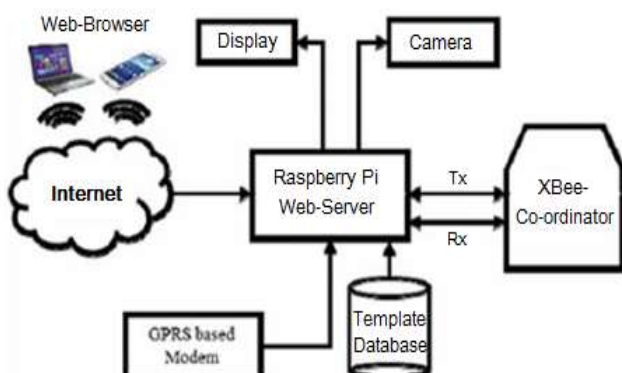 Web-Browser
Display
Camera
Internet
Raspberry Pi
Web-Server
Tx
Rx
XBee-
Co-ordinator
GPRS based
Modem
Template
Database